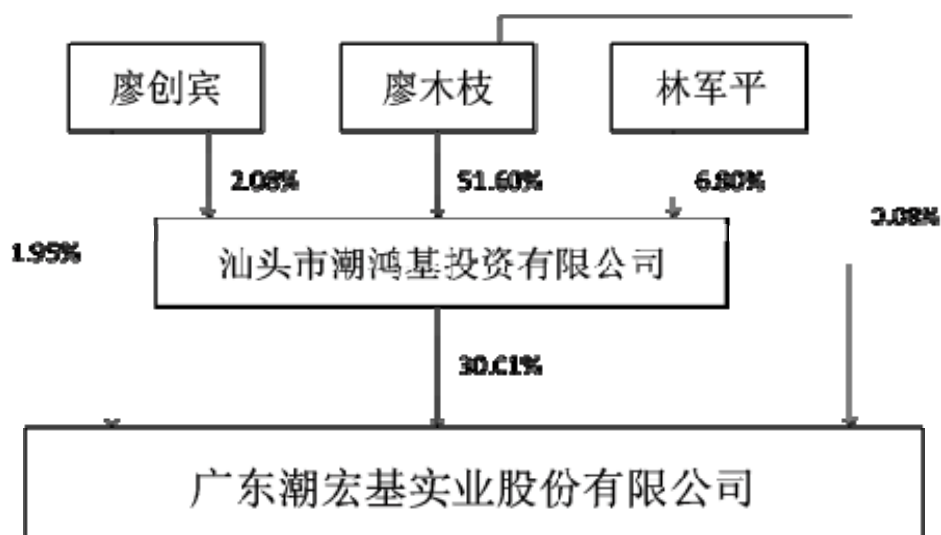 廖创宾
廖木枝
林军平
2.08%
51.60%
6.80%
0.08%
1.95%
汕头市潮鸿基投资有限公司
30.01%
广东潮宏基实业股份有限公司